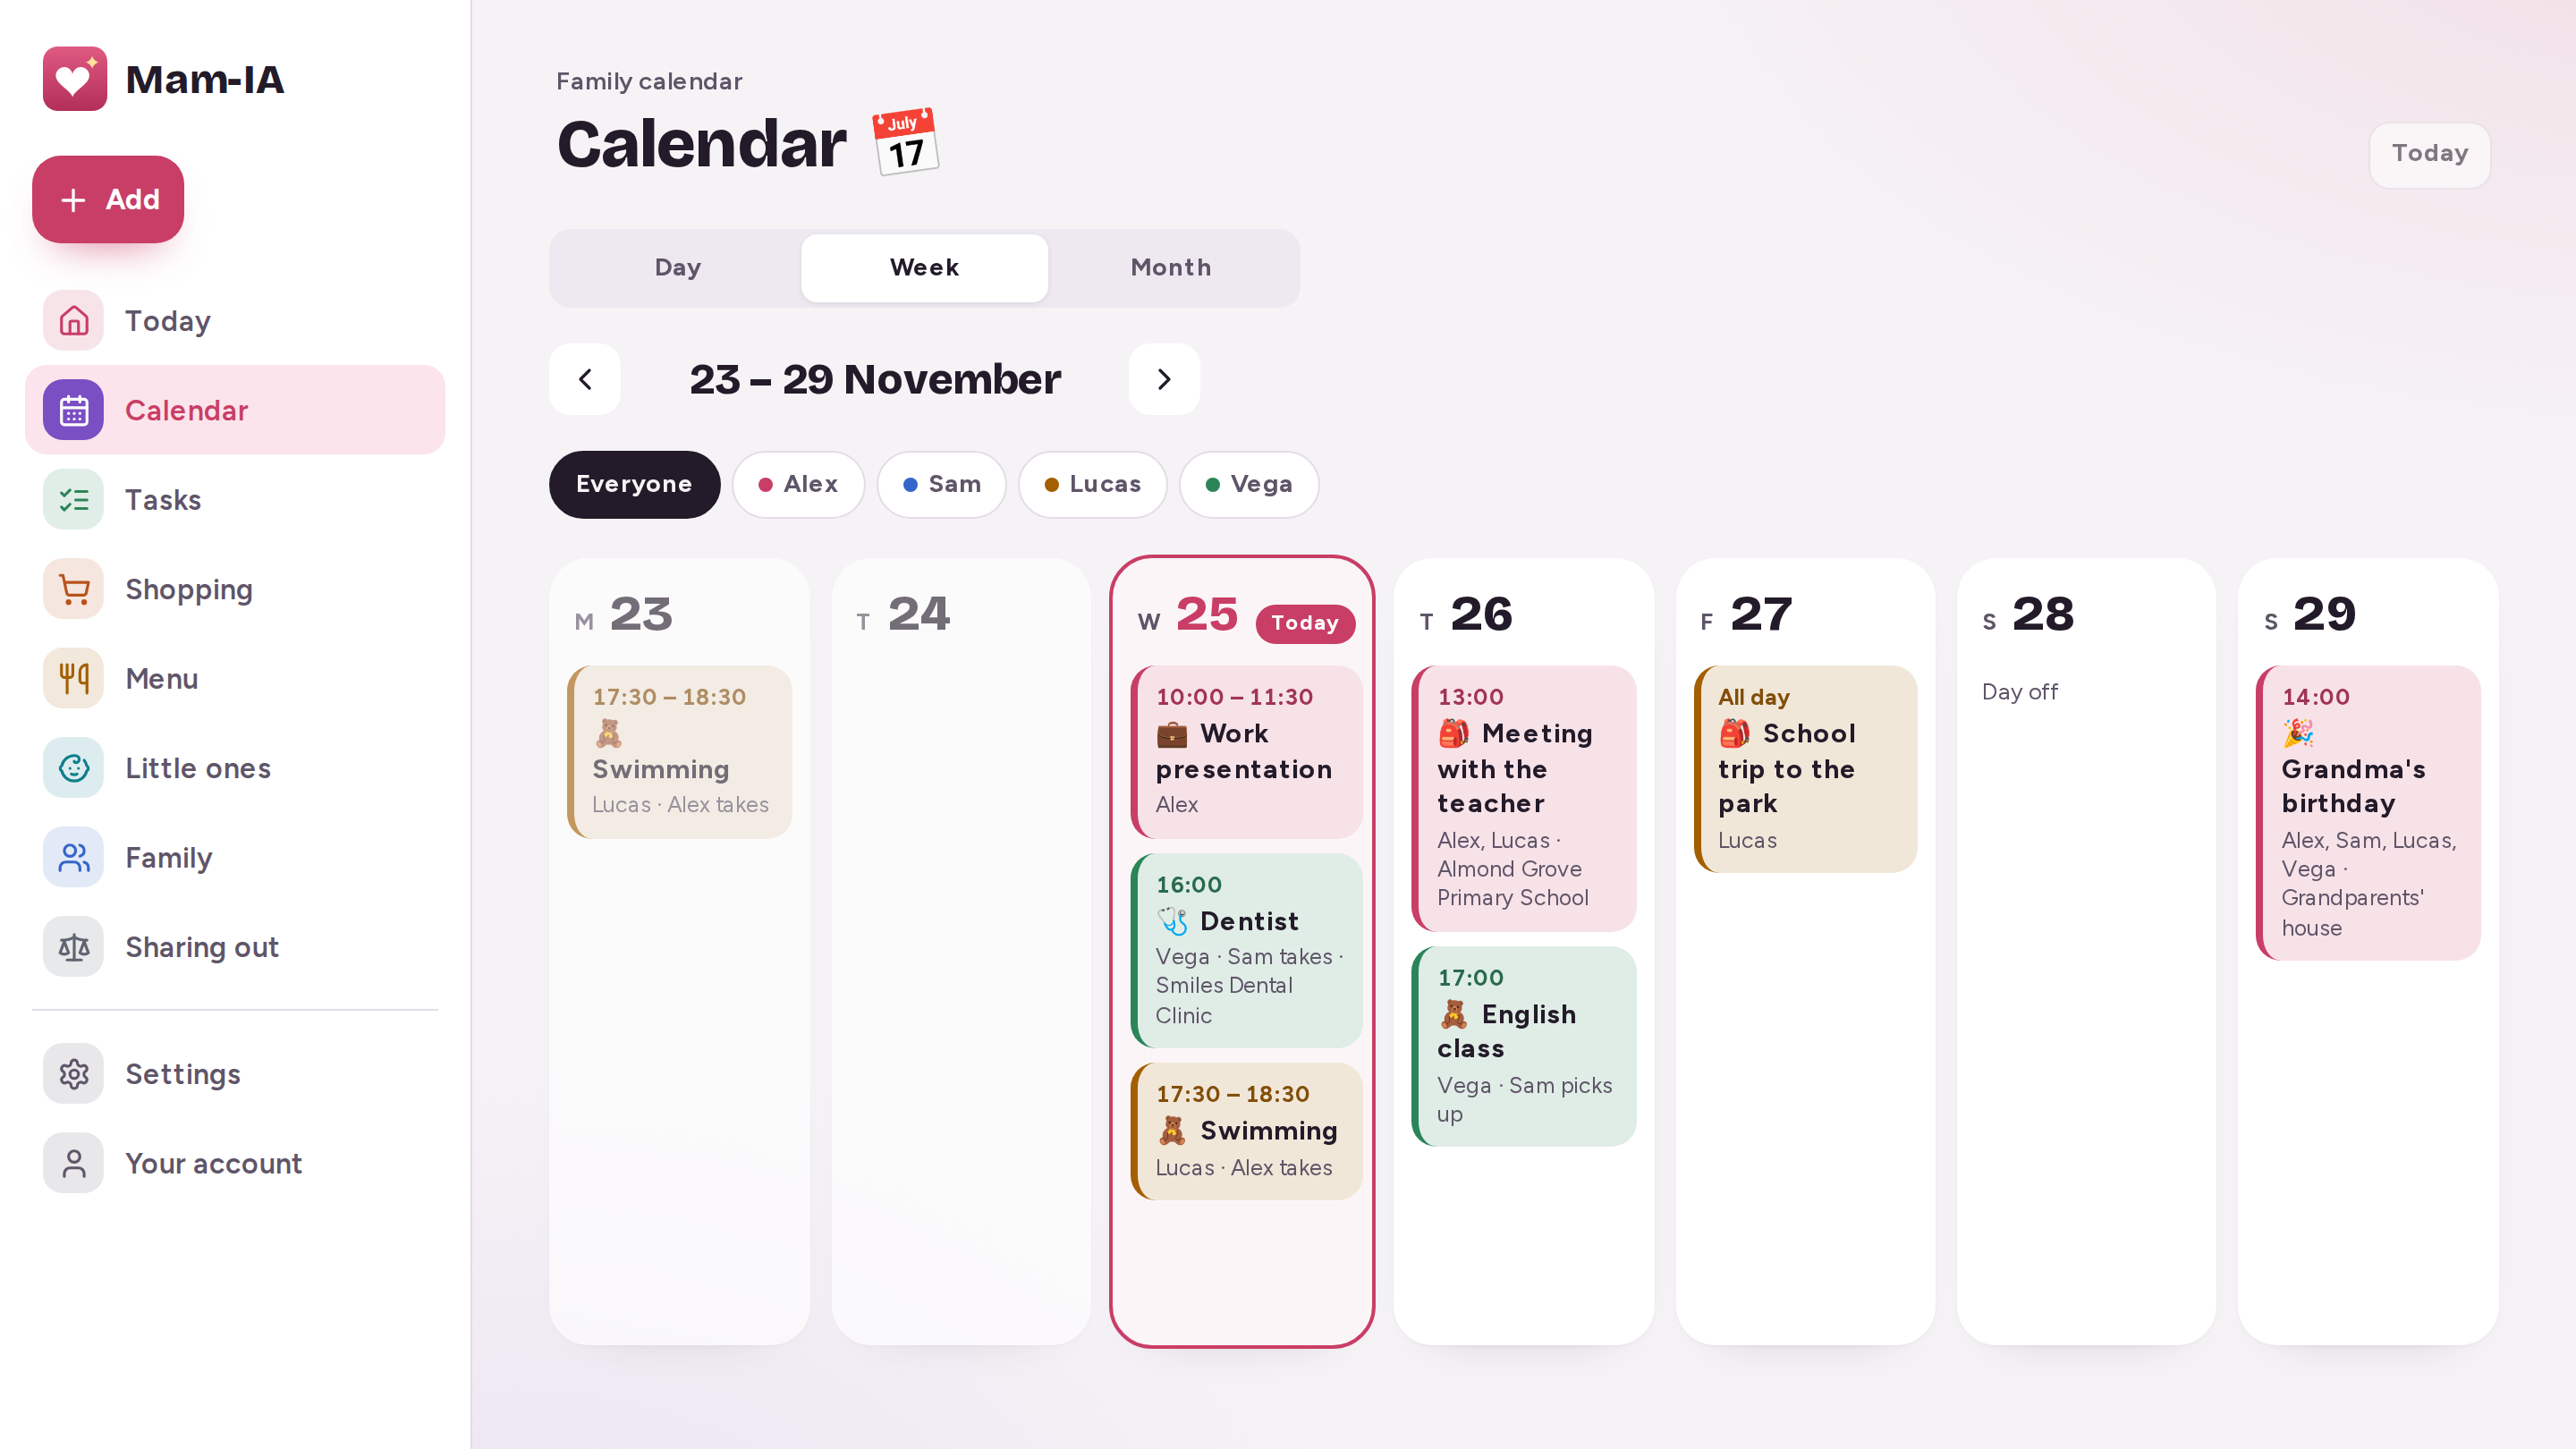 Mam-IA
Add
Today
Calendar
Tasks
Shopping
Menu
Little ones
Family
Sharing out
Settings
Your account
Family calendar
Calendar
July
17
Today
Day
Week
Month
23 – 29 November
Everyone
Alex
Sam
Lucas
Vega
M 23
17:30 – 18:30
Swimming
Lucas · Alex takes
T 24
W 25 Today
10:00 – 11:30
Work
presentation
Alex
16:00
Dentist
Vega · Sam takes ·
Smiles Dental
Clinic
17:30 – 18:30
Swimming
Lucas · Alex takes
T 26
13:00
Meeting
with the
teacher
Alex, Lucas ·
Almond Grove
Primary School
17:00
English
class
Vega · Sam picks
up
F 27
All day
School
trip to the
park
Lucas
S 28
Day off
S 29
14:00
Grandma's
birthday
Alex, Sam, Lucas,
Vega ·
Grandparents'
house